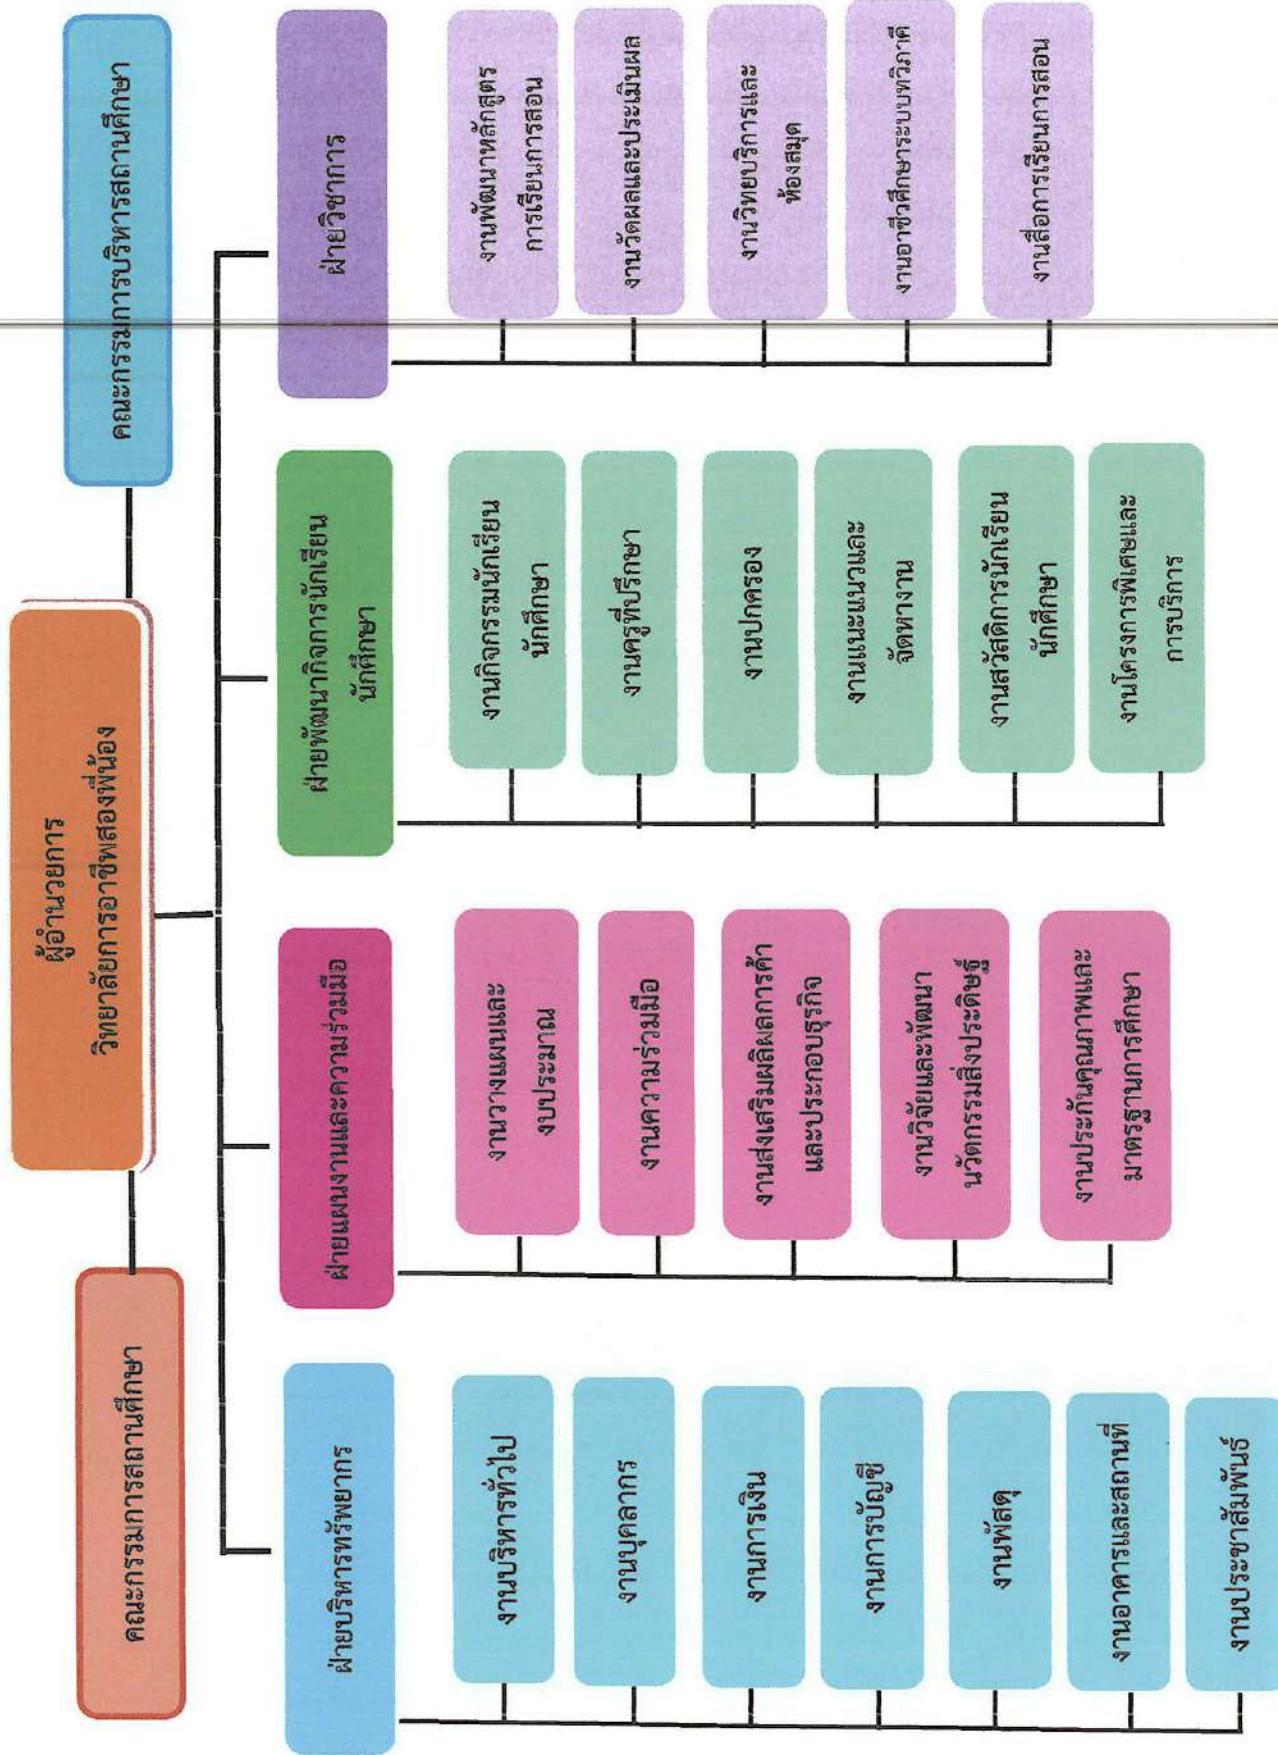 ผู้อำนวยการ
วิทยาลัยการอาชีพสองพี่น้อง
คณะกรรมการสถานศึกษา
คณะกรรมการบริหารสถานศึกษา
ฝ่ายบริหารทรัพยากร
งานบริหารทั่วไป
งานบุคลากร
งานการเงิน
งานการบัญชี
งานพัสดุ
งานอาคารและสถานที่
งานประชาสัมพันธ์
ฝ่ายแผนงานและความร่วมมือ
งานวางแผนและ
งบประมาณ
งานความร่วมมือ
งานส่งเสริมผลิผลการค้า
และประกอบธุรกิจ
งานวิจัยและพัฒนา
นวัตกรรมสิ่งประดิษฐ์
งานประกันคุณภาพและ
มาตรฐานการศึกษา
ฝ่ายพัฒนากิจการนักเรียน
นักศึกษา
งานกิจกรรมนักเรียน
นักศึกษา
งานครูที่ปรึกษา
งานปกครอง
งานแนะแนวและ
จัดหางาน
งานสวัสดิการนักเรียน
นักศึกษา
งานโครงการพิเศษและ
การบริการ
ฝ่ายวิชาการ
งานพัฒนาหลักสูตร
การเรียนการสอน
งานวัดผลและประเมินผล
งานวิทยบริการและ
ห้องสมุด
งานอาชีวศึกษาระบบทวิภาคี
งานสื่อการเรียนการสอน